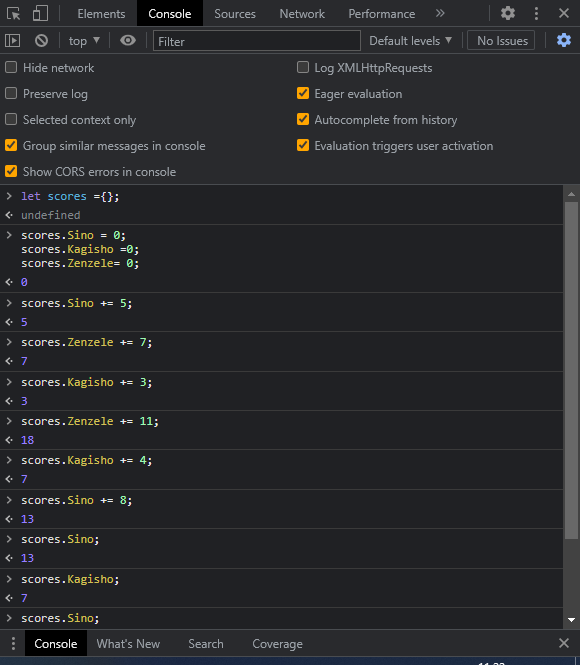 Elements Console Sources Network Performance »
top ▼ Filter Default levels ▼ No Issues
Hide network Log XMLHttpRequests
Preserve log Eager evaluation
Selected context only Autocomplete from history
Group similar messages in console Evaluation triggers user activation
Show CORS errors in console
> let scores ={};
undefined
> scores.Sino = 0;
scores.Kagisho =0;
scores.Zenzele= 0;
0
> scores.Sino += 5;
5
> scores.Zenzele += 7;
7
> scores.Kagisho += 3;
3
> scores.Zenzele += 11;
18
> scores.Kagisho += 4;
7
> scores.Sino += 8;
13
> scores.Sino;
13
> scores.Kagisho;
7
> scores.Sino;
Console What's New Search Coverage